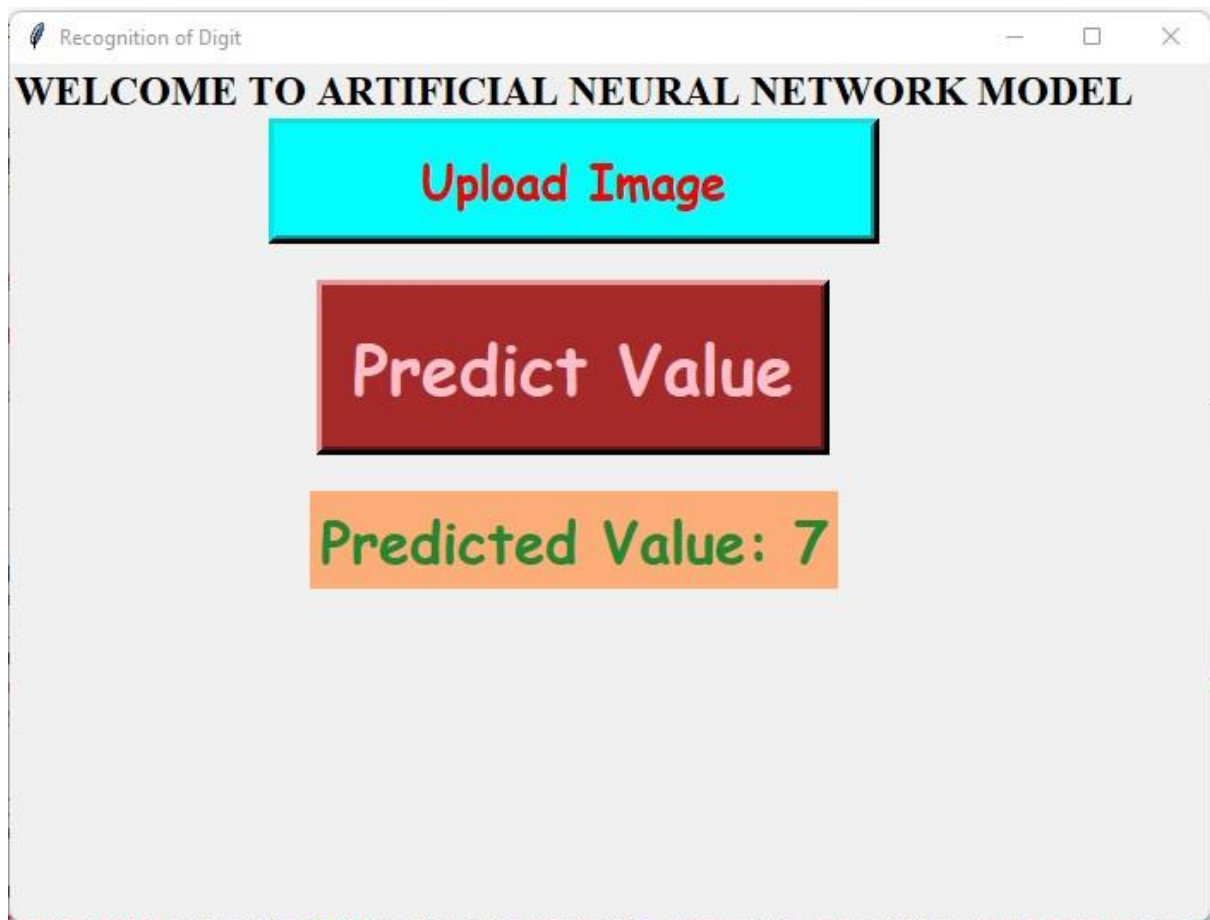 Recognition of Digit
WELCOME TO ARTIFICIAL NEURAL NETWORK MODEL
Upload Image
Predict Value
Predicted Value: 7